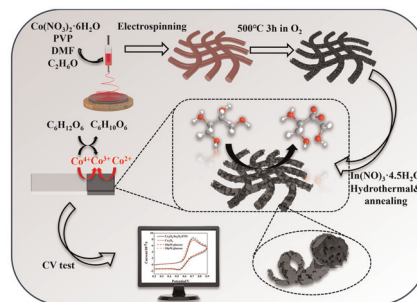 Co(NO₃)₂·6H₂O
PVP
DMF
C₂H₆O
Electrospinning
500℃ 3h in O₂
C₆H₁₂O₆ C₆H₁₀O₆
Co⁴⁺ Co³⁺ Co²⁺
In(NO)₃·4.5H₂O
Hydrothermal&
annealing
CV test